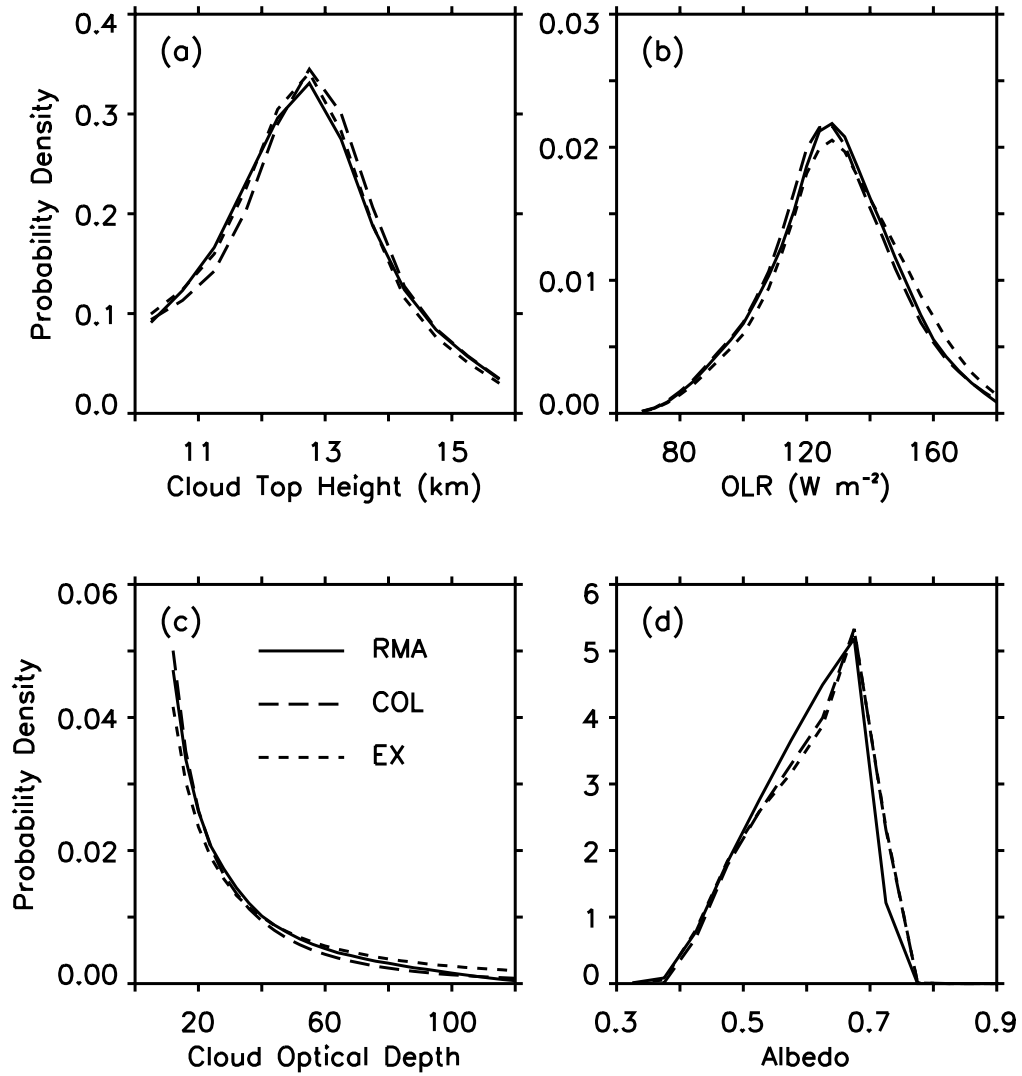 (a)
Probability Density
0.4
0.3
0.2
0.1
0.0
11 13 15
Cloud Top Height (km)
(b)
0.03
0.02
0.01
0.00
80 120 160
OLR (W m⁻²)
(c)
Probability Density
0.06
0.04
0.02
0.00
RMA
COL
EX
20 60 100
Cloud Optical Depth
(d)
6
5
4
3
2
1
0
0.3 0.5 0.7 0.9
Albedo